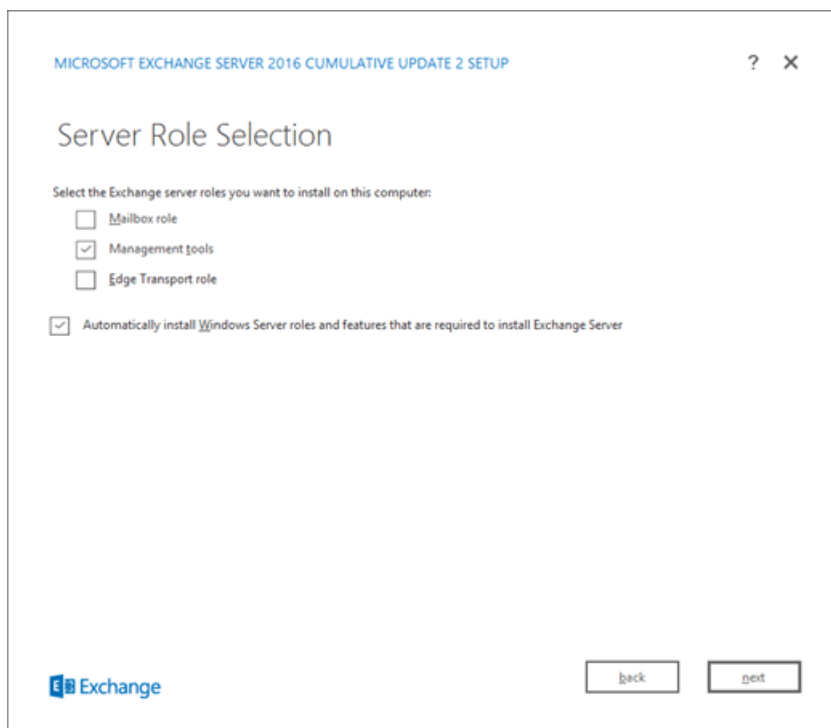 MICROSOFT EXCHANGE SERVER 2016 CUMULATIVE UPDATE 2 SETUP
? ✕
Server Role Selection
Select the Exchange server roles you want to install on this computer:
Mailbox role
Management tools
Edge Transport role
Automatically install Windows Server roles and features that are required to install Exchange Server
E Exchange
back
next